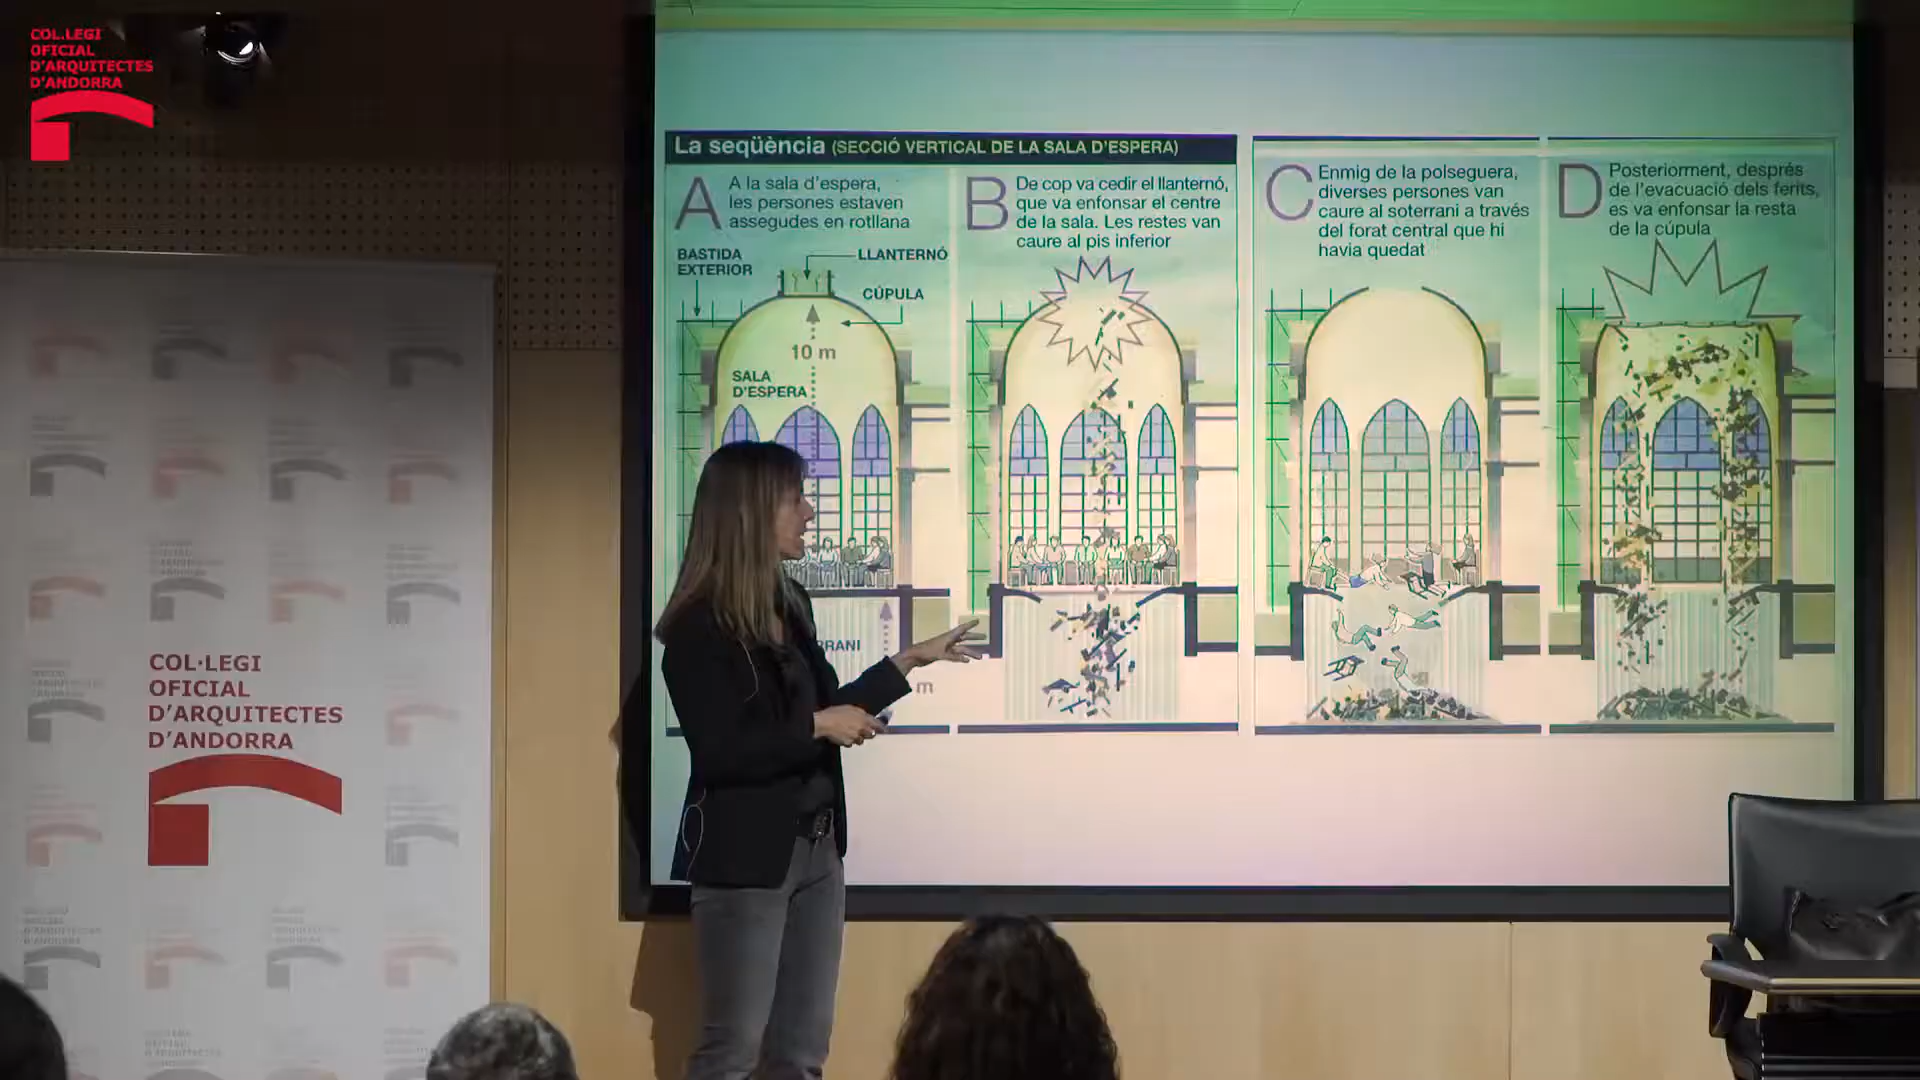 COL.LEGI
OFICIAL
D'ARQUITECTES
D'ANDORRA
La seqüència (SECCIÓ VERTICAL DE LA SALA D'ESPERA)
A
A la sala d'espera,
les persones estaven
assegudes en rotllana
BASTIDA
EXTERIOR
LLANTERNÓ
CÚPULA
10 m
SALA
D'ESPERA
RRANI
m
B
De cop va cedir el llanternó,
que va enfonsar el centre
de la sala. Les restes van
caure al pis inferior
C
Enmig de la polseguera,
diverses persones van
caure al soterrani a través
del forat central que hi
havia quedat
D
Posteriorment, després
de l'evacuació dels ferits,
es va enfonsar la resta
de la cúpula
COL·LEGI
OFICIAL
D'ARQUITECTES
D'ANDORRA